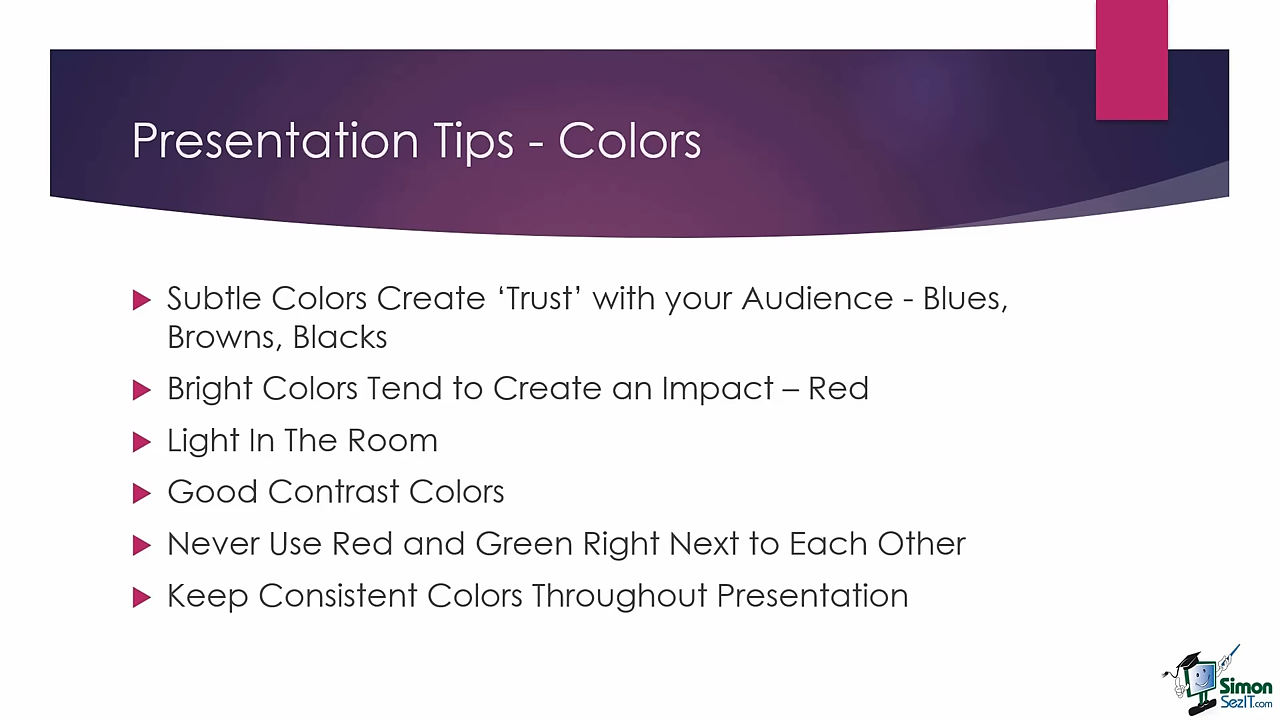 Presentation Tips - Colors
Subtle Colors Create ‘Trust’ with your Audience - Blues,
Browns, Blacks
Bright Colors Tend to Create an Impact – Red
Light In The Room
Good Contrast Colors
Never Use Red and Green Right Next to Each Other
Keep Consistent Colors Throughout Presentation
Simon
SezIT.com